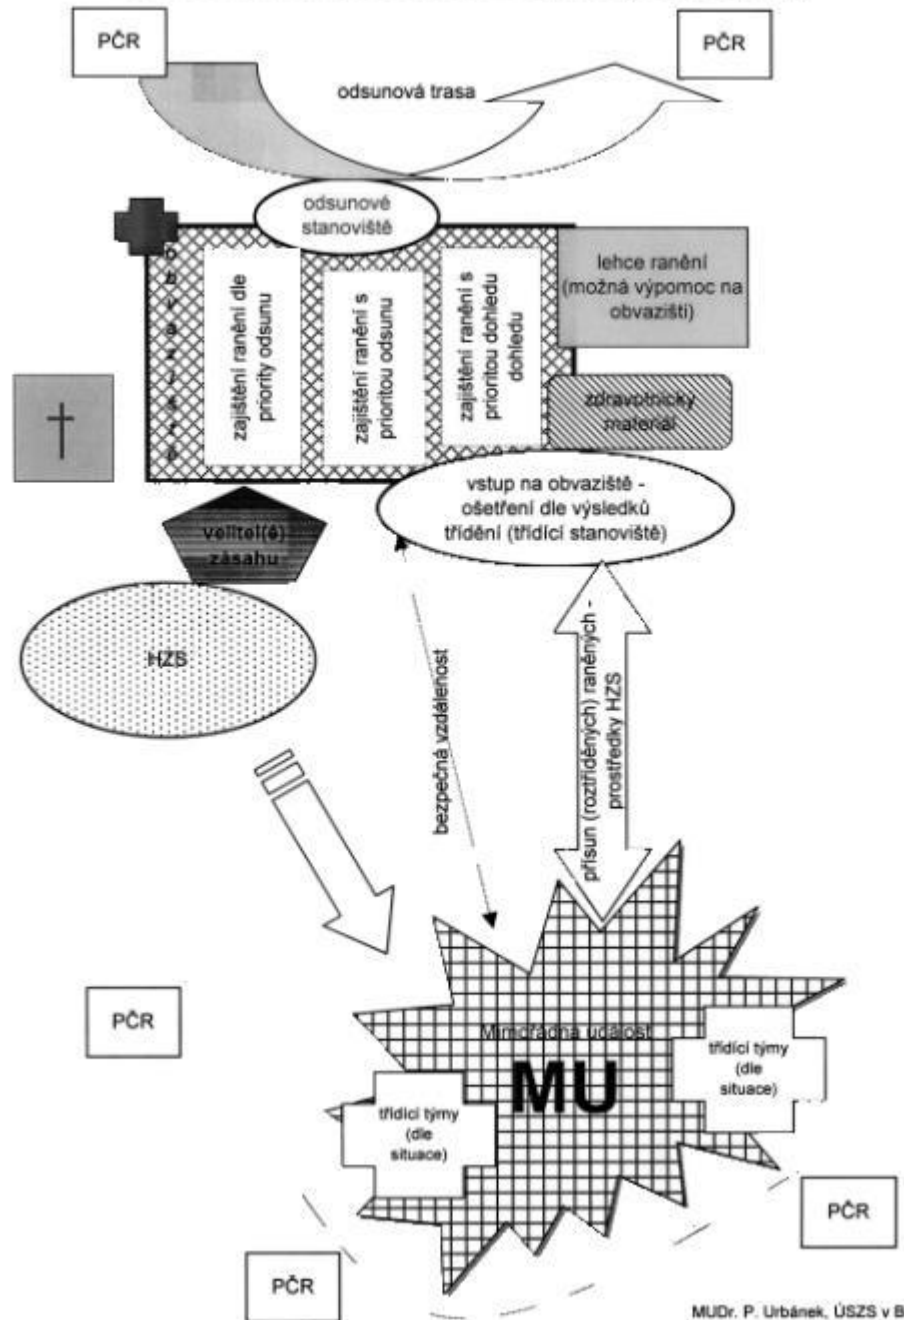 PČR
PČR
odsunová trasa
odsunové
stanoviště
lehce ranění
(možná výpomoc na
obvazišti)
zajištění ranění dle
priority odsunu
zajištění ranění s
prioritou odsunu
zajištění ranění s
prioritou dohledu
dohledu
zdravotnický
materiál
vstup na obvaziště -
ošetření dle výsledků
třídění (třídící stanoviště)
velitel(é)
zásahu
HZS
bezpečná vzdálenost
přísun (roztříděných) raněných -
prostředky HZS
PČR
Mimořádná událost
MU
třídící týmy
(dle
situace)
třídící týmy
(dle
situace)
PČR
PČR
MUDr. P. Urbánek, ÚSZS v B